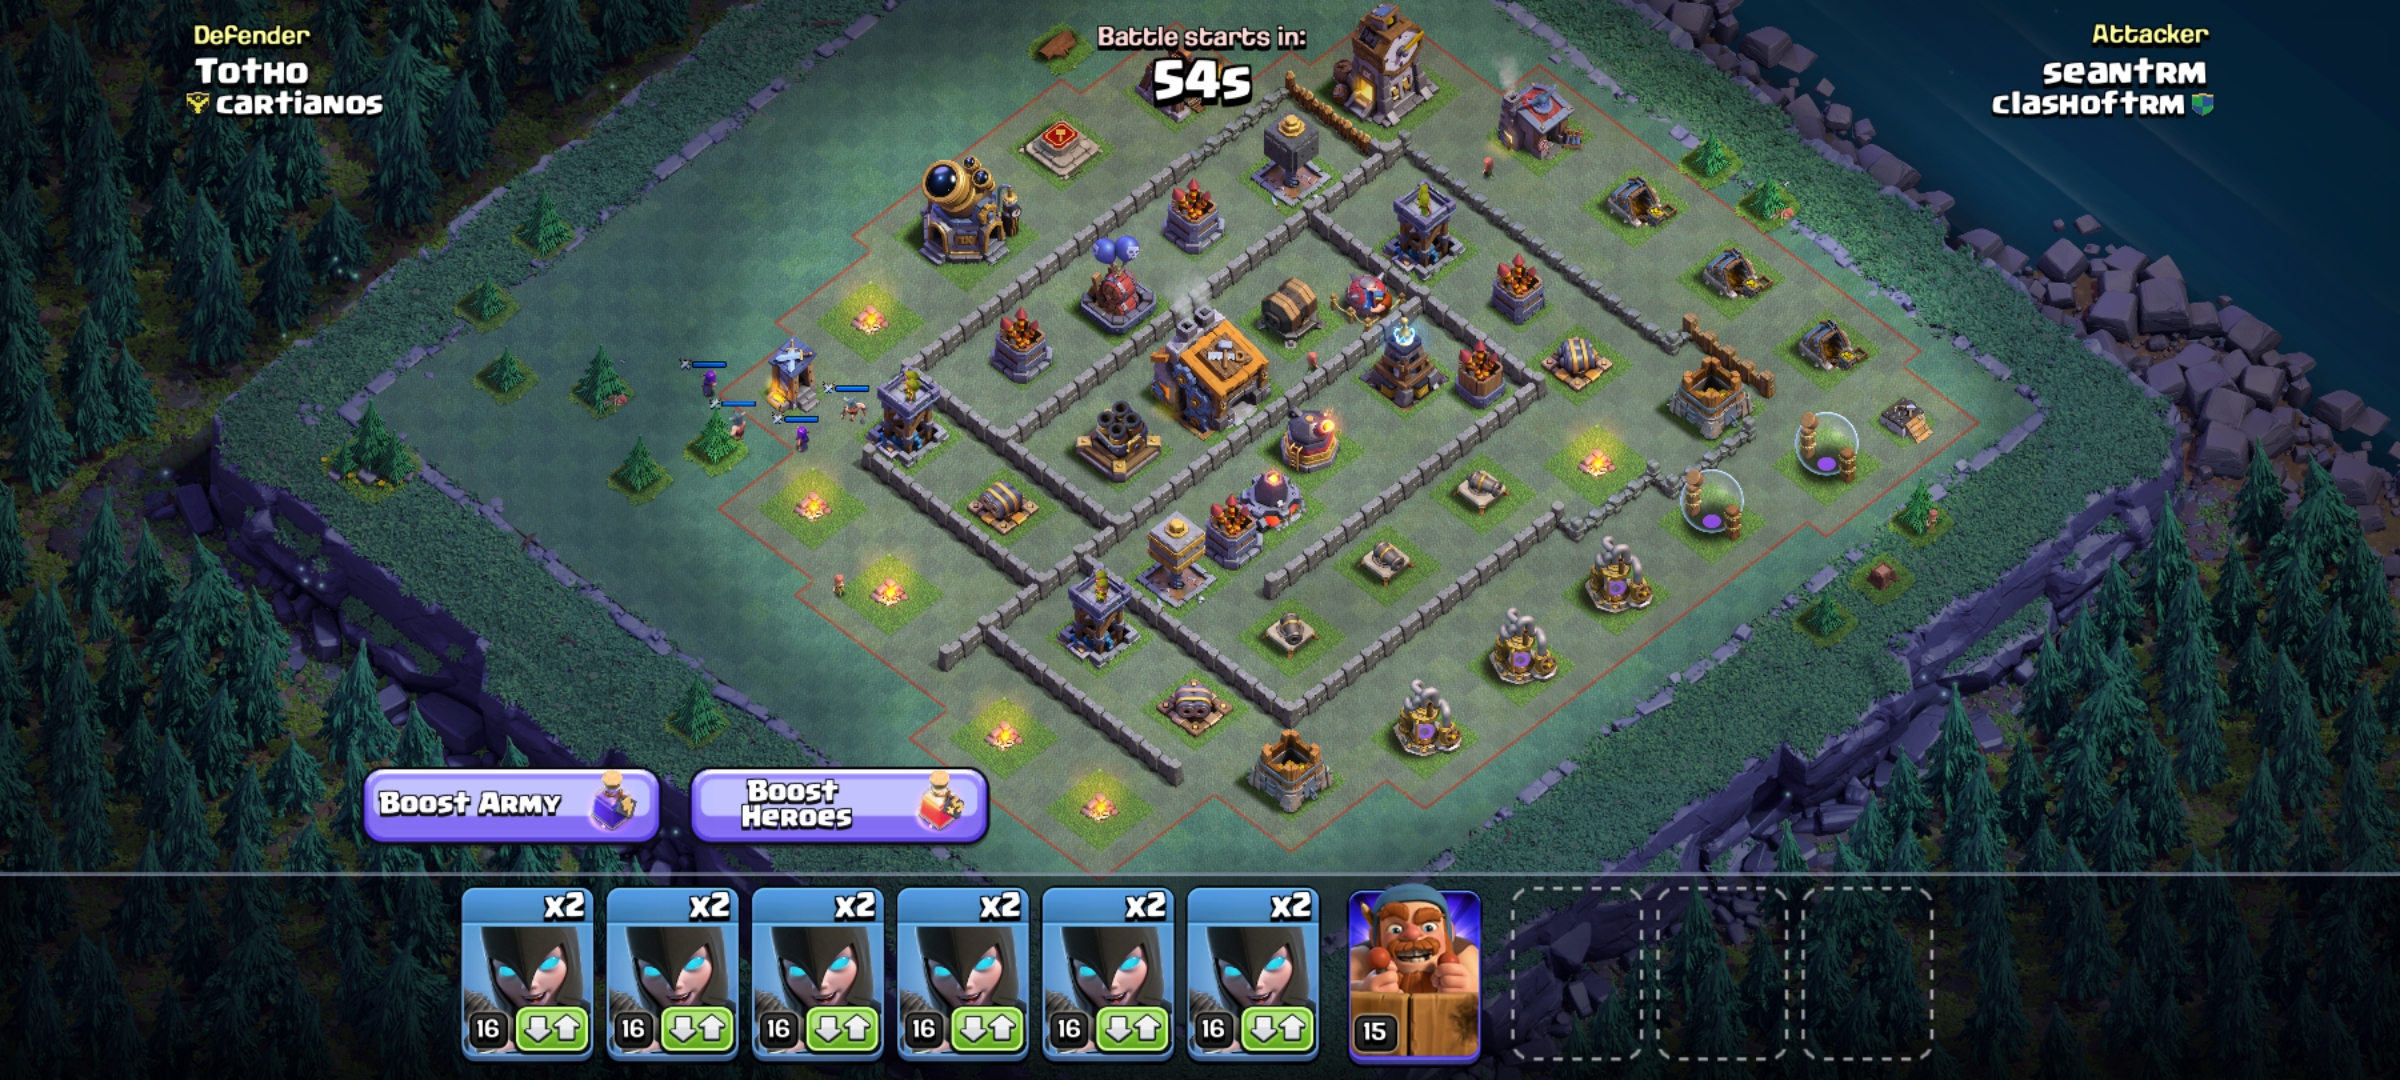 Defender
Totho
cartianos
Battle starts in:
54s
Attacker
seantRM
clashoftRM
Boost Army
Boost
Heroes
x2
x2
x2
x2
x2
x2
16
16
16
16
16
16
15